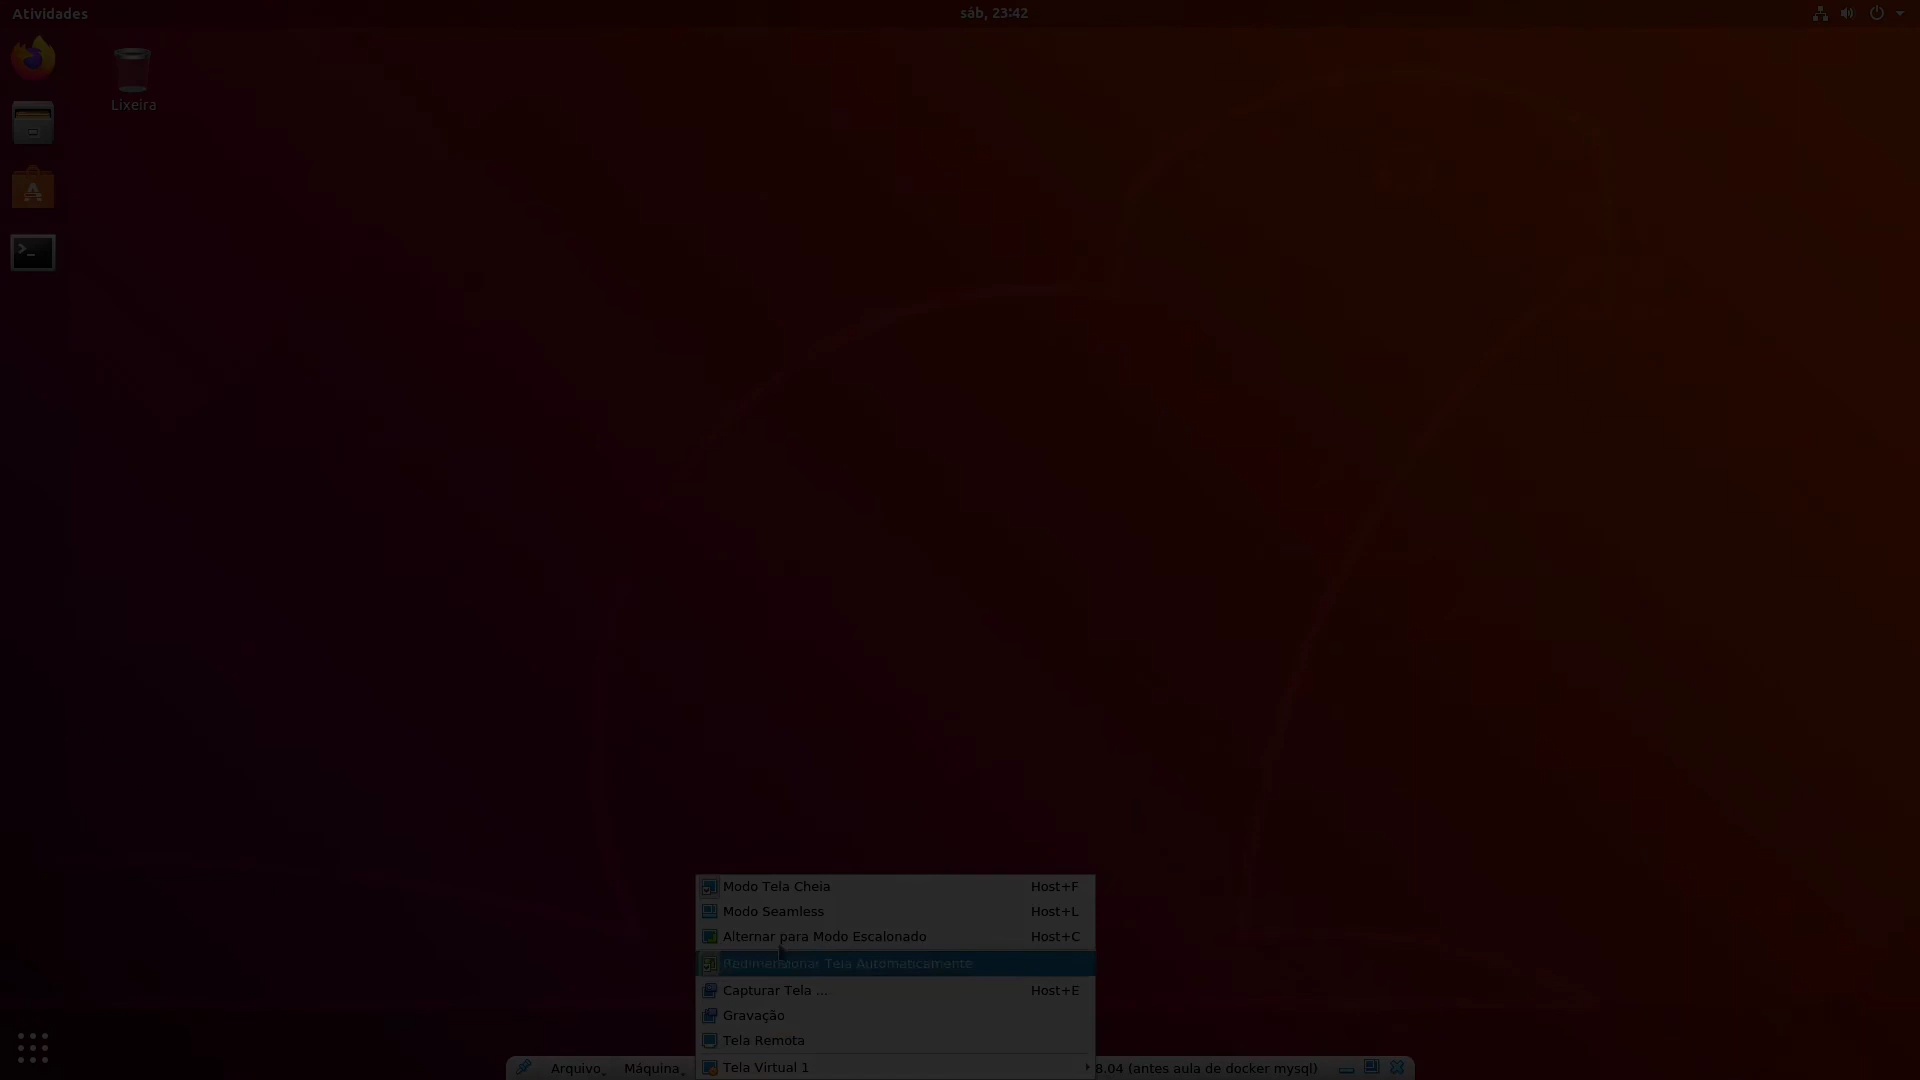 Atividades
sáb, 23:42
Lixeira
Modo Tela Cheia Host+F
Modo Seamless Host+L
Alternar para Modo Escalonado Host+C
Redimensionar Tela Automaticamente
Capturar Tela ... Host+E
Gravação
Tela Remota
Tela Virtual 1
Arquivo Máquina 8.04 (antes aula de docker mysql)